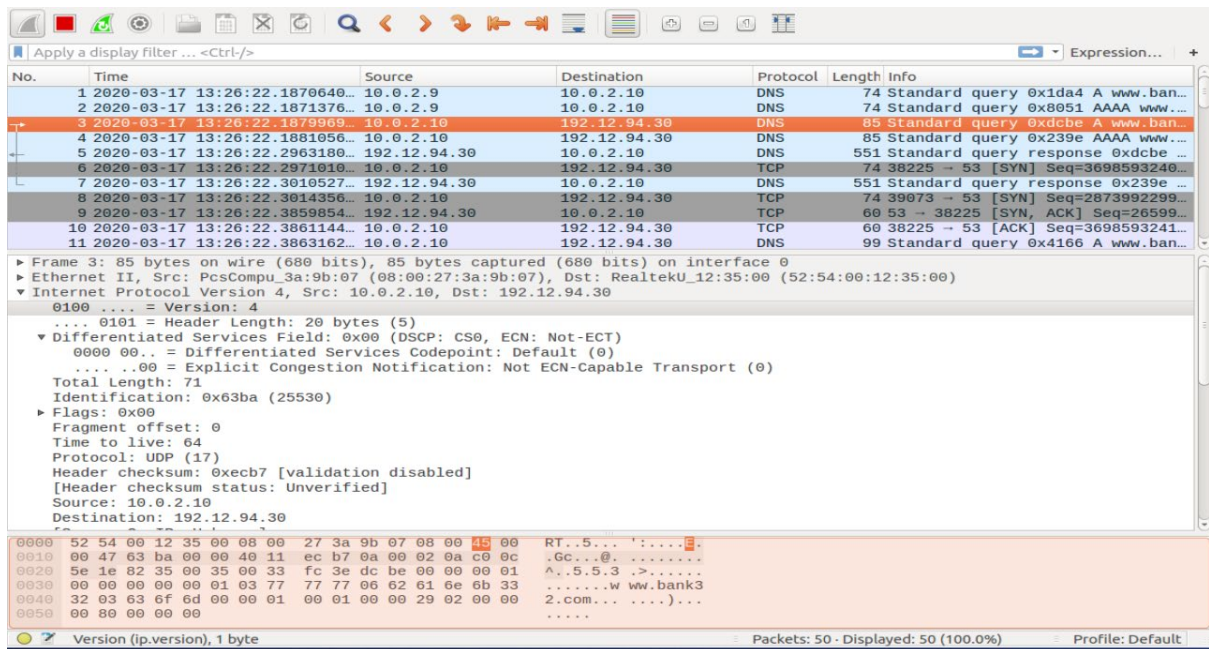 Apply a display filter ... <Ctrl-/> Expression... +
No. Time Source Destination Protocol Length Info
1 2020-03-17 13:26:22.1870640… 10.0.2.9 10.0.2.10 DNS 74 Standard query 0x1da4 A www.ban…
2 2020-03-17 13:26:22.1871376… 10.0.2.9 10.0.2.10 DNS 74 Standard query 0x8051 AAAA www.…
3 2020-03-17 13:26:22.1879969… 10.0.2.10 192.12.94.30 DNS 85 Standard query 0xdcbe A www.ban…
4 2020-03-17 13:26:22.1881056… 10.0.2.10 192.12.94.30 DNS 85 Standard query 0x239e AAAA www.…
5 2020-03-17 13:26:22.2963180… 192.12.94.30 10.0.2.10 DNS 551 Standard query response 0xdcbe …
6 2020-03-17 13:26:22.2971010… 10.0.2.10 192.12.94.30 TCP 74 38225 → 53 [SYN] Seq=3698593240…
7 2020-03-17 13:26:22.3010527… 192.12.94.30 10.0.2.10 DNS 551 Standard query response 0x239e …
8 2020-03-17 13:26:22.3014356… 10.0.2.10 192.12.94.30 TCP 74 39073 → 53 [SYN] Seq=2873992299…
9 2020-03-17 13:26:22.3859854… 192.12.94.30 10.0.2.10 TCP 60 53 → 38225 [SYN, ACK] Seq=26599…
10 2020-03-17 13:26:22.3861144… 10.0.2.10 192.12.94.30 TCP 60 38225 → 53 [ACK] Seq=3698593241…
11 2020-03-17 13:26:22.3863162… 10.0.2.10 192.12.94.30 DNS 99 Standard query 0x4166 A www.ban…
Frame 3: 85 bytes on wire (680 bits), 85 bytes captured (680 bits) on interface 0
Ethernet II, Src: PcsCompu_3a:9b:07 (08:00:27:3a:9b:07), Dst: RealtekU_12:35:00 (52:54:00:12:35:00)
Internet Protocol Version 4, Src: 10.0.2.10, Dst: 192.12.94.30
0100 .... = Version: 4
.... 0101 = Header Length: 20 bytes (5)
Differentiated Services Field: 0x00 (DSCP: CS0, ECN: Not-ECT)
0000 00.. = Differentiated Services Codepoint: Default (0)
.... ..00 = Explicit Congestion Notification: Not ECN-Capable Transport (0)
Total Length: 71
Identification: 0x63ba (25530)
Flags: 0x00
Fragment offset: 0
Time to live: 64
Protocol: UDP (17)
Header checksum: 0xecb7 [validation disabled]
[Header checksum status: Unverified]
Source: 10.0.2.10
Destination: 192.12.94.30
0000 52 54 00 12 35 00 08 00 27 3a 9b 07 08 00 45 00 RT..5... ':....E.
0010 00 47 63 ba 00 00 40 11 ec b7 0a 00 02 0a c0 0c .Gc...@. ........
0020 5e 1e 82 35 00 35 00 33 fc 3e dc be 00 00 00 01 ^..5.5.3 .>......
0030 00 00 00 00 00 01 03 77 77 77 06 62 61 6e 6b 33 .......w ww.bank3
0040 32 03 63 6f 6d 00 00 01 00 01 00 00 29 02 00 00 2.com... ....)...
0050 00 80 00 00 00 .....
Version (ip.version), 1 byte Packets: 50 · Displayed: 50 (100.0%) Profile: Default